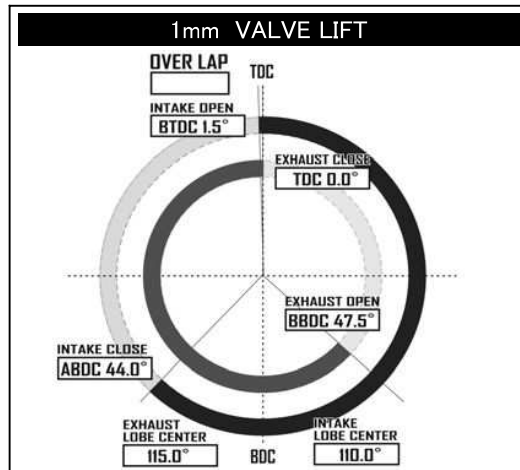 1mm VALVE LIFT
OVER LAP
TDC
INTAKE OPEN
BTDC 1.5°
EXHAUST CLOSE
TDC 0.0°
EXHAUST OPEN
BBDC 47.5°
INTAKE CLOSE
ABDC 44.0°
EXHAUST
LOBE CENTER
115.0°
BDC
INTAKE
LOBE CENTER
110.0°